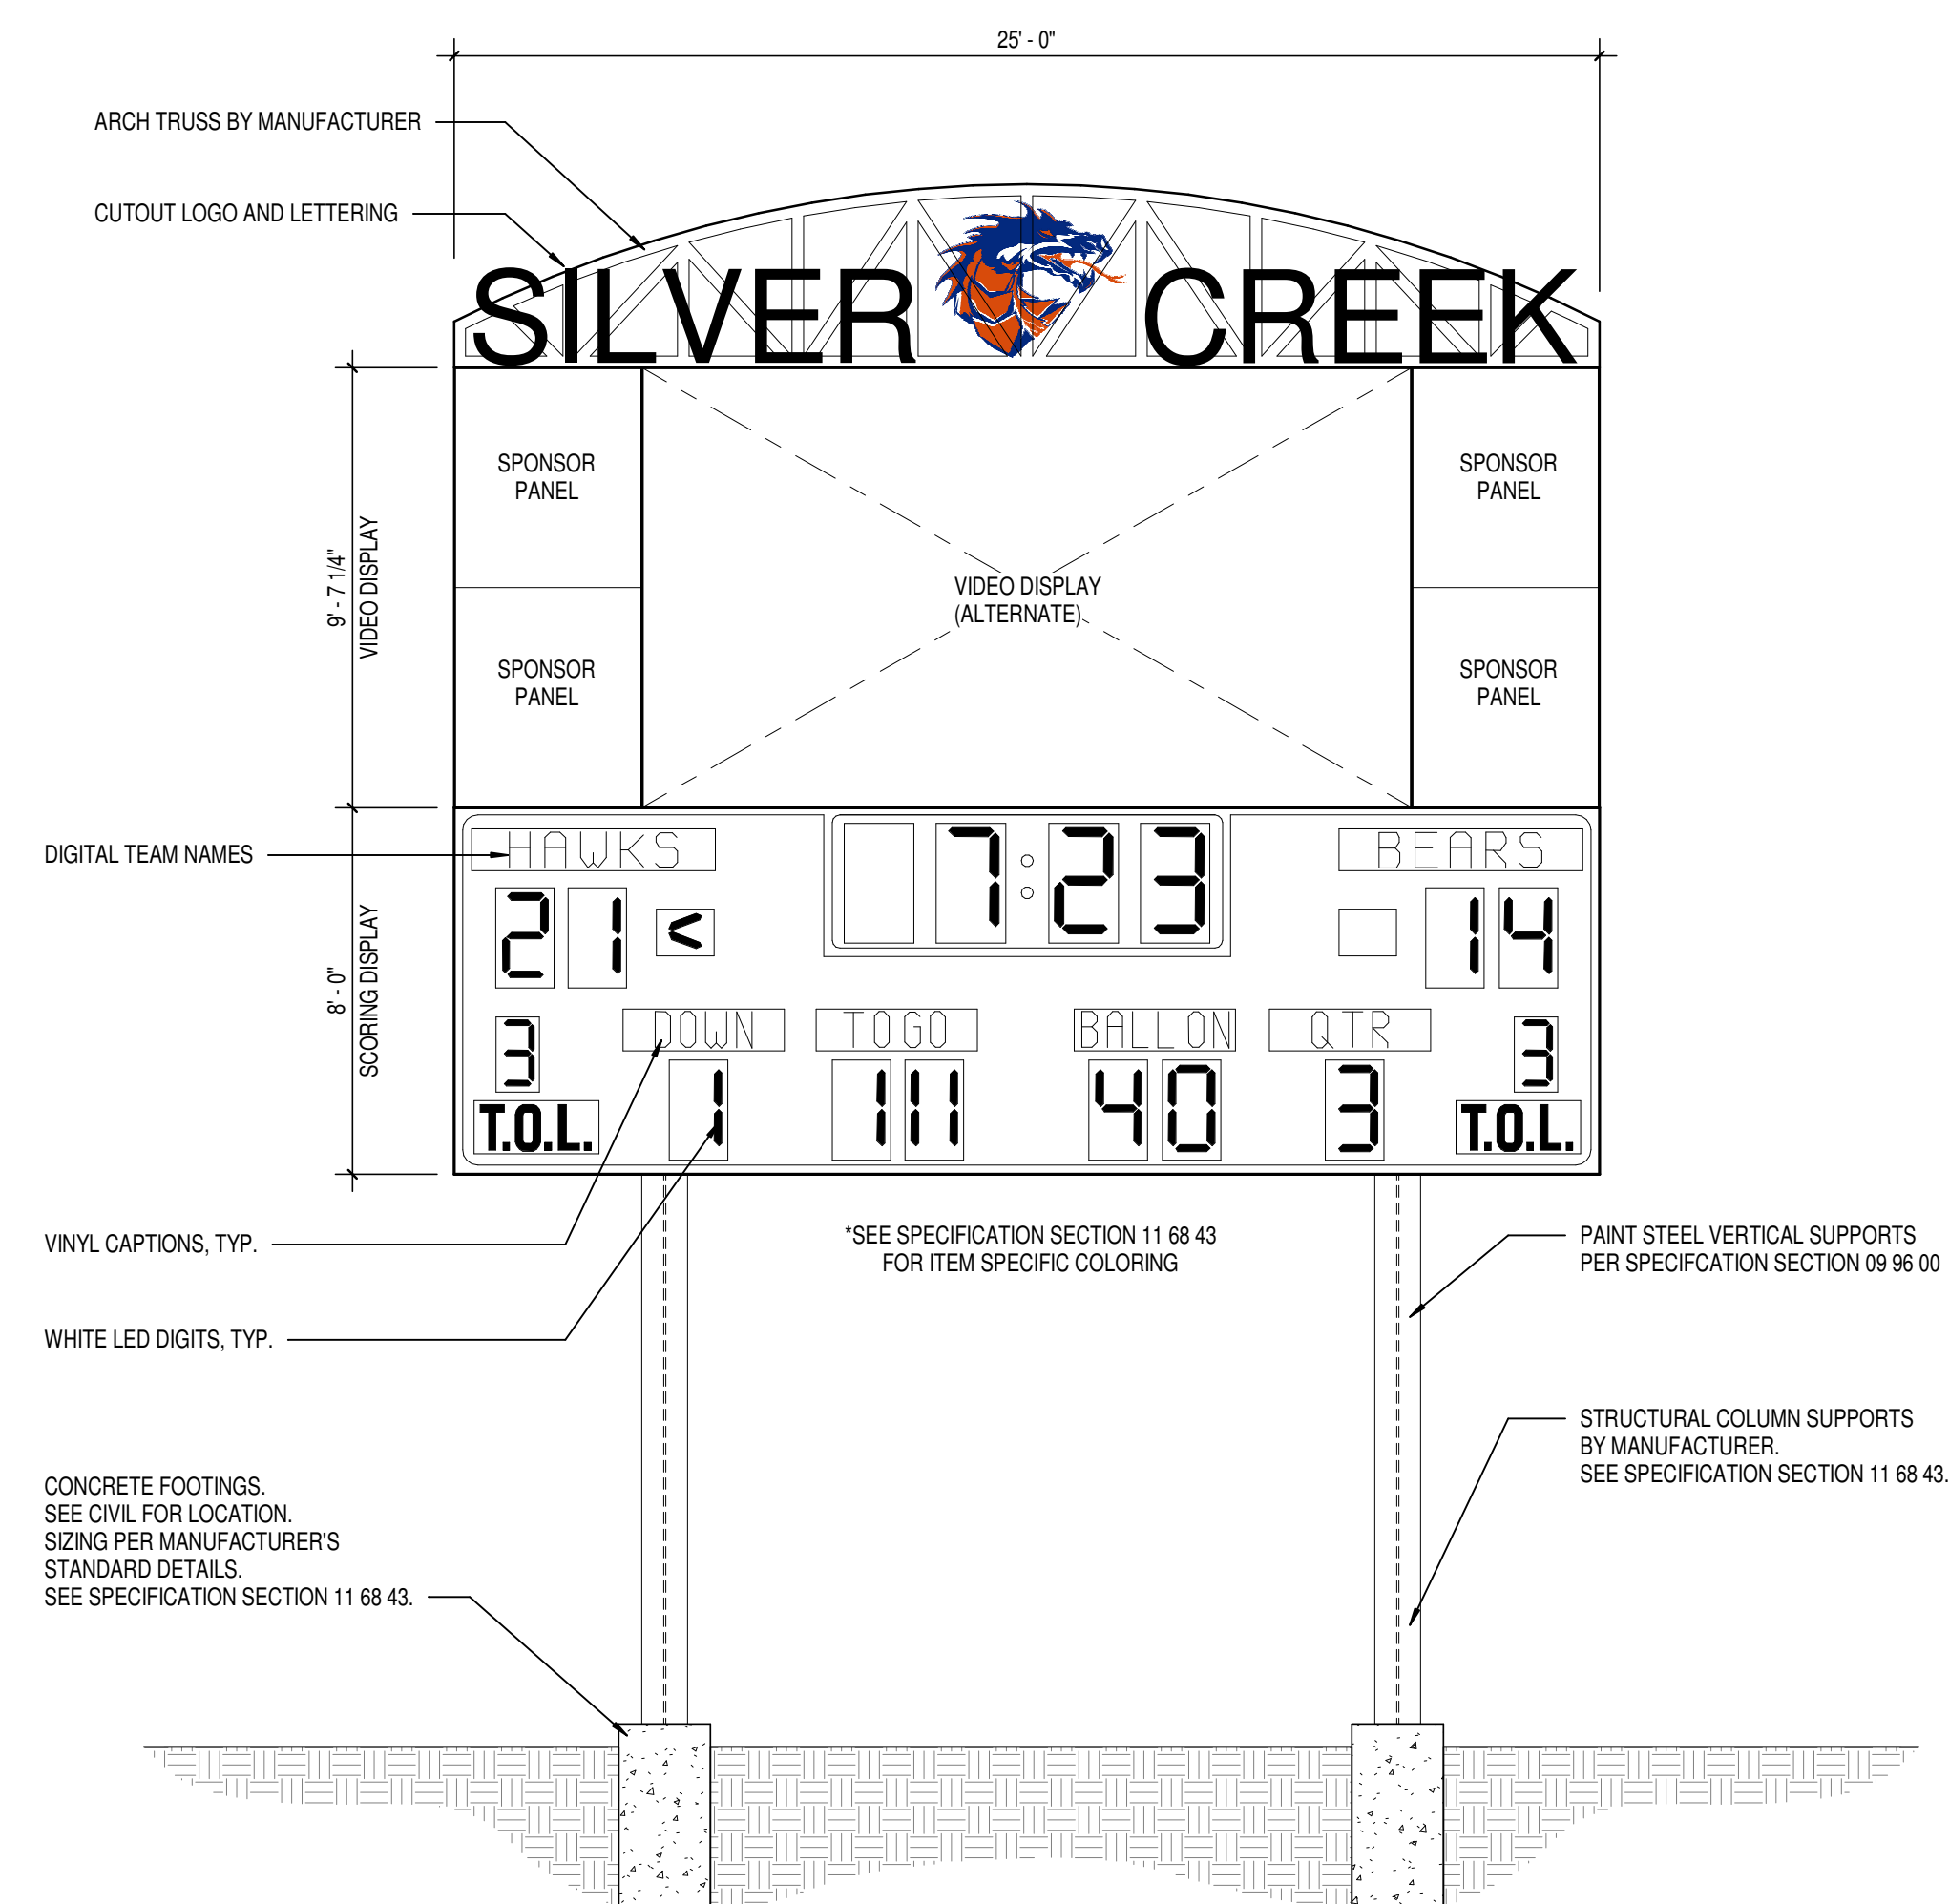 25' - 0"
ARCH TRUSS BY MANUFACTURER
CUTOUT LOGO AND LETTERING
SILVER CREEK
SPONSOR
PANEL
SPONSOR
PANEL
9' - 7 1/4"
VIDEO DISPLAY
VIDEO DISPLAY
(ALTERNATE)
SPONSOR
PANEL
SPONSOR
PANEL
DIGITAL TEAM NAMES
HAWKS
7:23
BEARS
21 <
14
8' - 0"
SCORING DISPLAY
3
DOWN
TOGO
BALLON
QTR
3
T.O.L.
1
11
40
3
T.O.L.
VINYL CAPTIONS, TYP.
*SEE SPECIFICATION SECTION 11 68 43
FOR ITEM SPECIFIC COLORING
PAINT STEEL VERTICAL SUPPORTS
PER SPECIFCATION SECTION 09 96 00
WHITE LED DIGITS, TYP.
STRUCTURAL COLUMN SUPPORTS
BY MANUFACTURER.
SEE SPECIFICATION SECTION 11 68 43.
CONCRETE FOOTINGS.
SEE CIVIL FOR LOCATION.
SIZING PER MANUFACTURER'S
STANDARD DETAILS.
SEE SPECIFICATION SECTION 11 68 43.